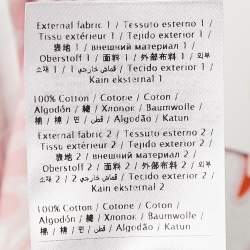 External fabric 1 / Tessuto esterno 1 /
Tissu extérieur 1 / Tejido exterior 1 /
表地 1 / внешний материал 1 /
Oberstoff 1 / 面料 1 / 外部布料 1 / 외부
소재 1 / 1 قماش خارجي / 1
Kain eksternal 1
100% Cotton / Cotone / Coton /
Algodón / 綿 / Хлопок / Baumwolle /
棉 / 棉 / 면 / قطن / Algodão / Katun
External fabric 2 / Tessuto esterno 2 /
Tissu extérieur 2 / Tejido exterior 2 /
表地 2 / внешний материал 2 /
Oberstoff 2 / 面料 2 / 外部布料 2 / 외부
소재 2 / 2 قماش خارجي / Tecido exterior 2 /
Kain eksternal 2
100% Cotton / Cotone / Coton /
Algodón / 綿 / Хлопок / Baumwolle /
棉 / 棉 / 면 / قطن / Algodão / Katun